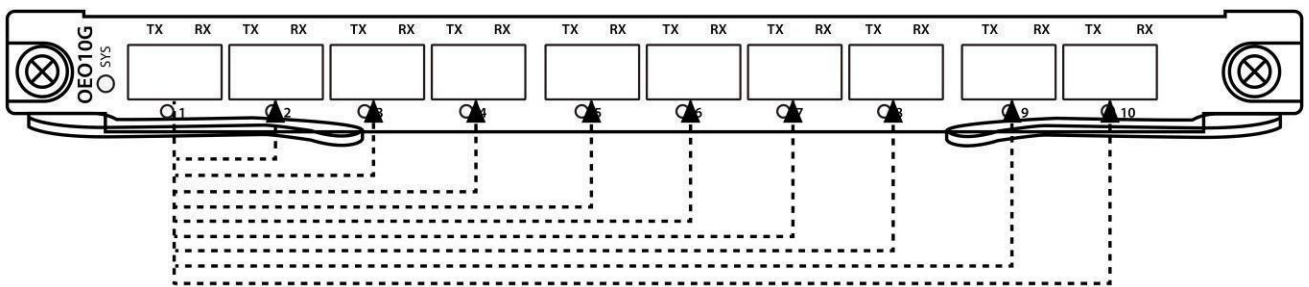 OEO10G
SYS
TX RX TX RX TX RX TX RX TX RX TX RX TX RX TX RX TX RX TX RX
1 2 3 4 5 6 7 8 9 10